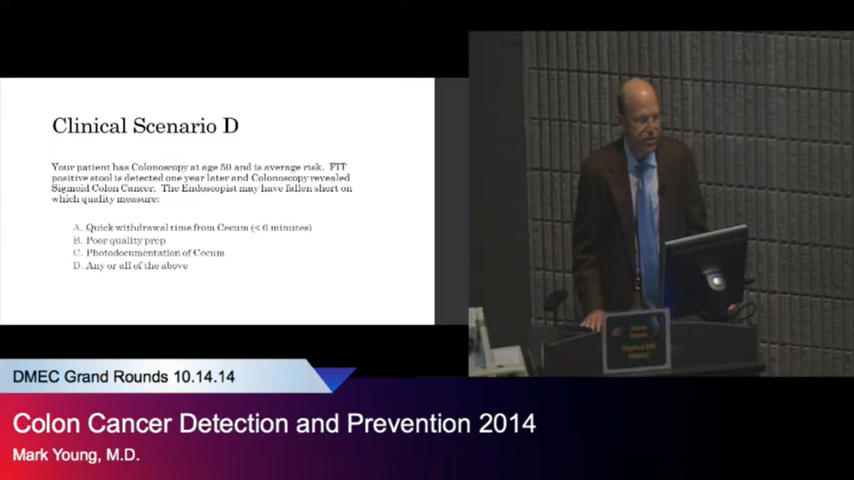 Clinical Scenario D
Your patient has Colonoscopy at age 50 and is average risk. FIT
positive stool is detected one year later and Colonoscopy revealed
Sigmoid Colon Cancer. The Endoscopist may have fallen short on
which quality measure:
A. Quick withdrawal time from Cecum (< 6 minutes)
B. Poor quality prep
C. Photodocumentation of Cecum
D. Any or all of the above
DMEC Grand Rounds 10.14.14
Colon Cancer Detection and Prevention 2014
Mark Young, M.D.